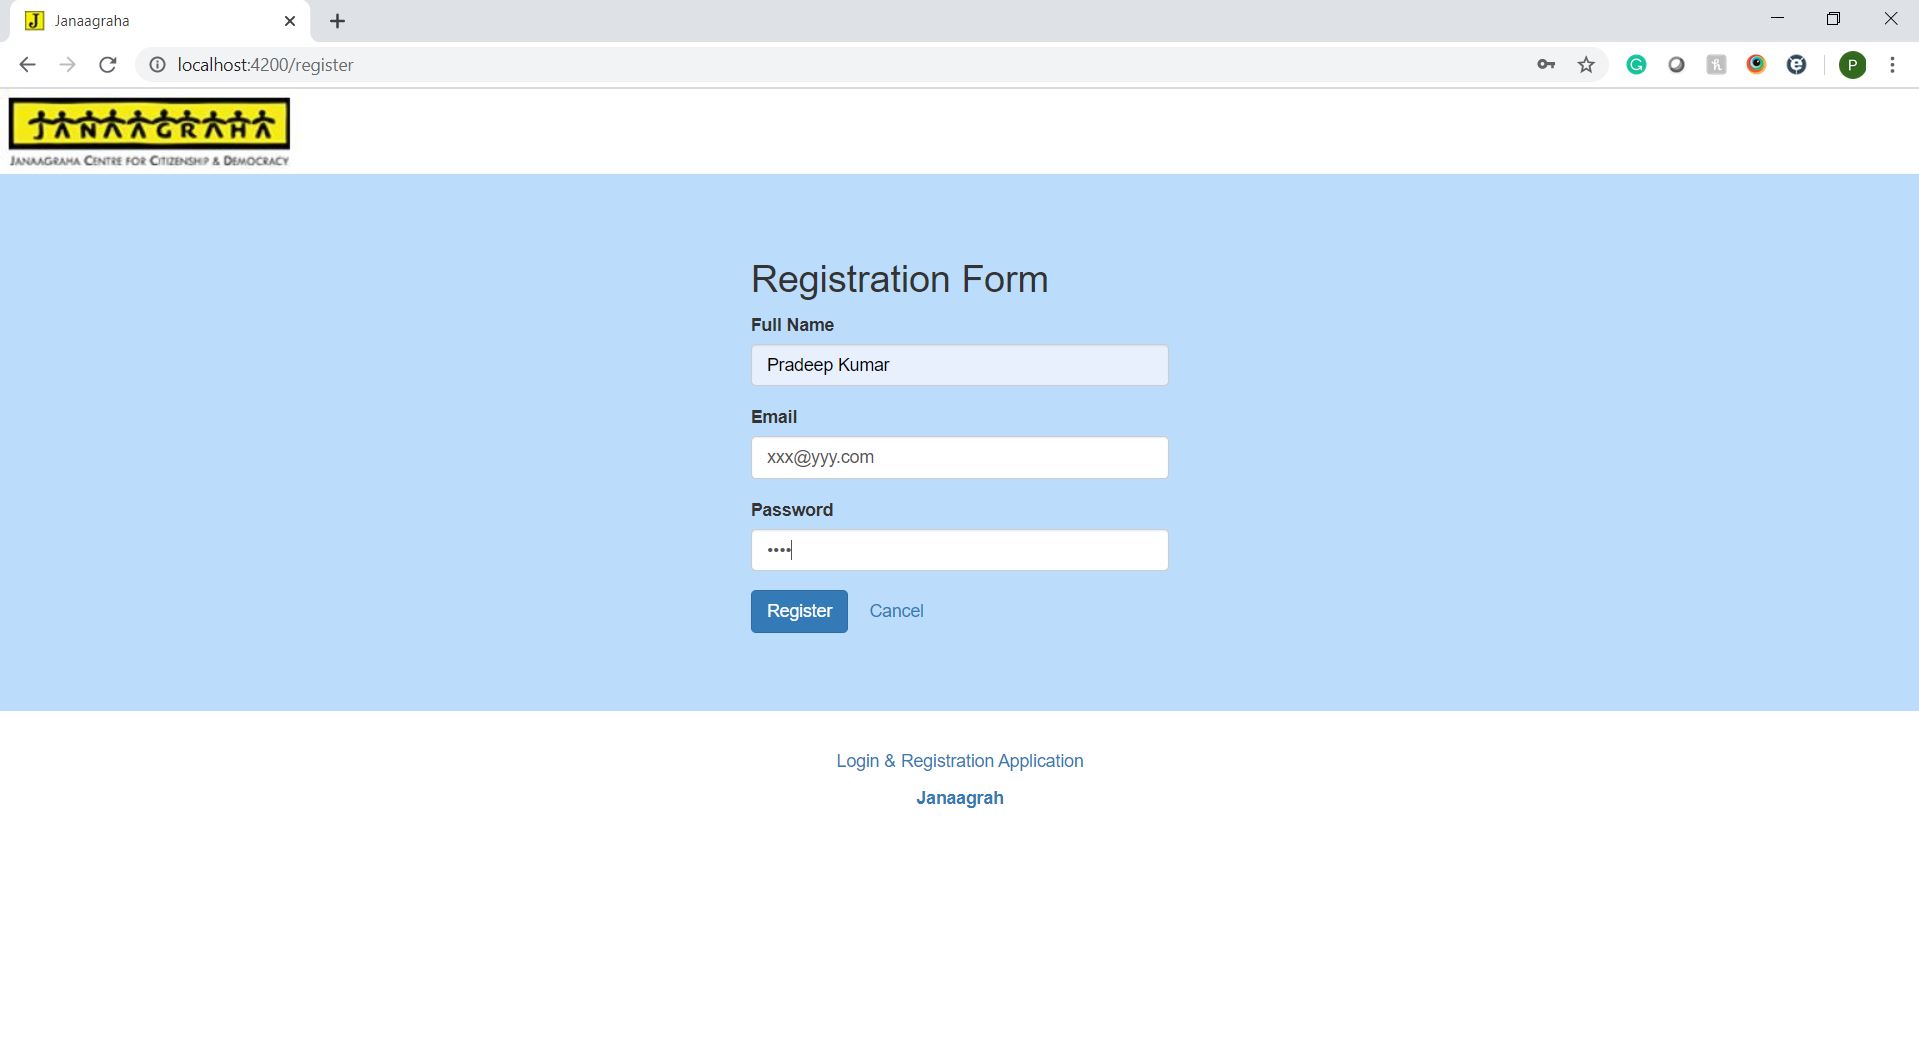 Janaagraha
localhost:4200/register
P
JANAAGRAHA
JANAAGRAHA CENTRE FOR CITIZENSHIP & DEMOCRACY
Registration Form
Full Name
Pradeep Kumar
Email
xxx@yyy.com
Password
••••
Register Cancel
Login & Registration Application
Janaagrah